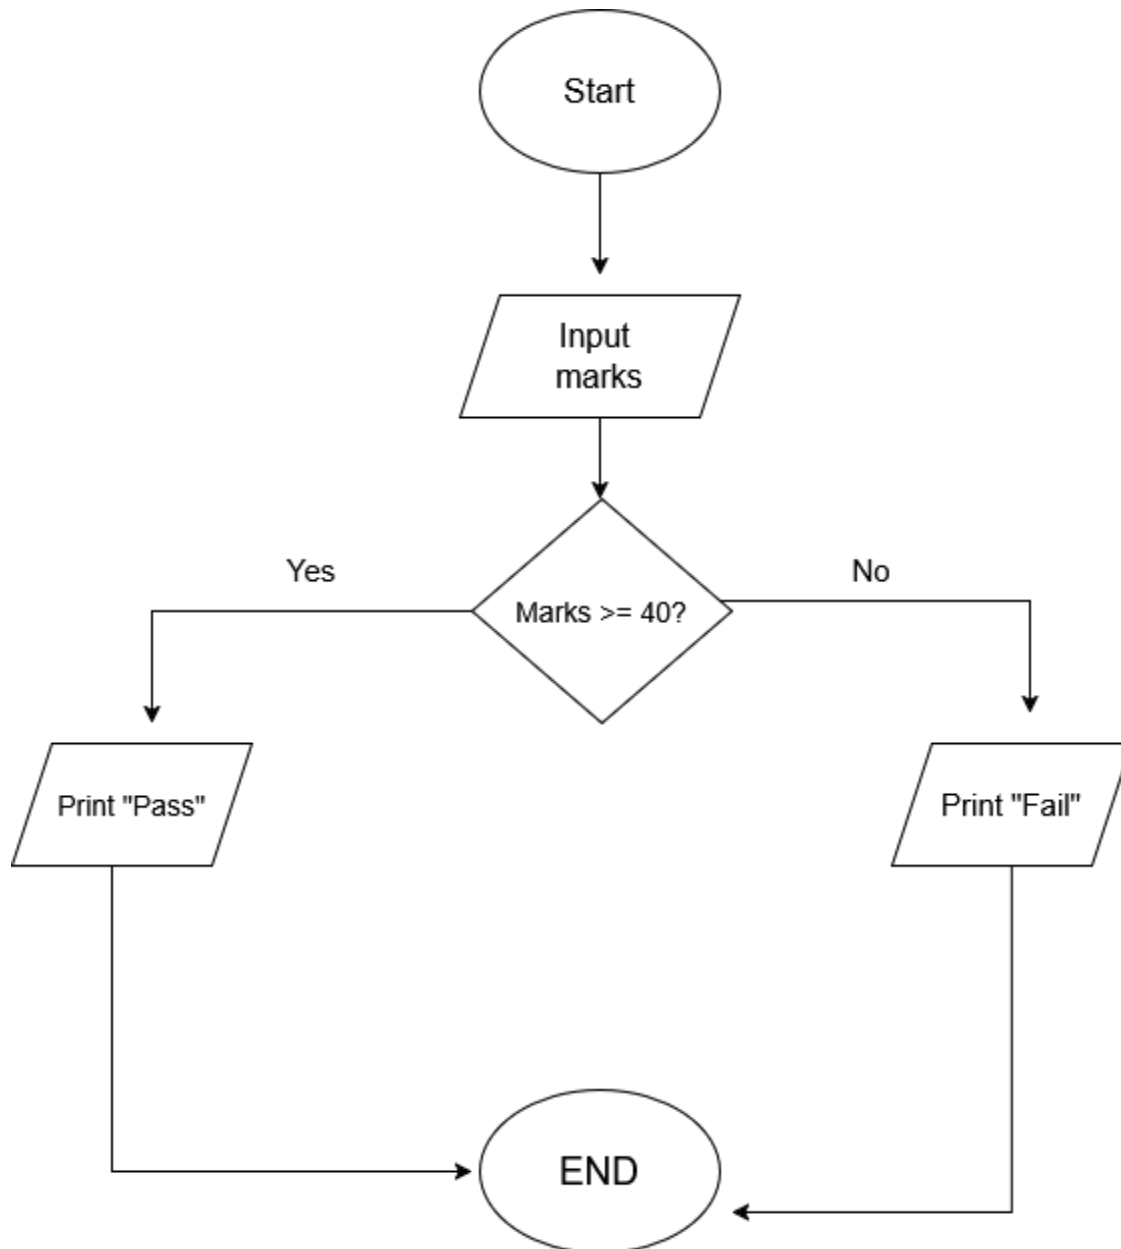 Start
Input
marks
Yes
No
Marks >= 40?
Print "Pass"
Print "Fail"
END